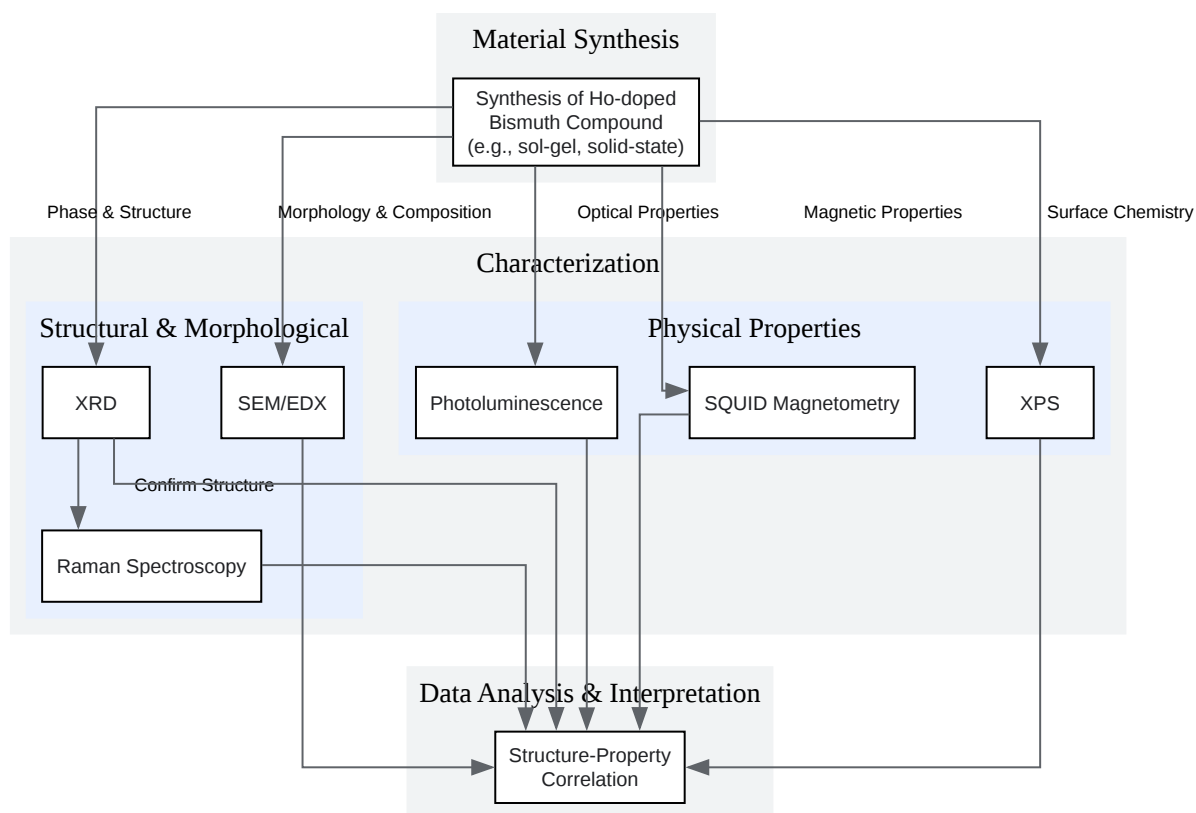 Material Synthesis
Synthesis of Ho-doped
Bismuth Compound
(e.g., sol-gel, solid-state)
Phase & Structure
Morphology & Composition
Optical Properties
Magnetic Properties
Surface Chemistry
Characterization
Structural & Morphological
Physical Properties
XRD
SEM/EDX
Photoluminescence
SQUID Magnetometry
XPS
Confirm Structure
Raman Spectroscopy
Data Analysis & Interpretation
Structure-Property
Correlation